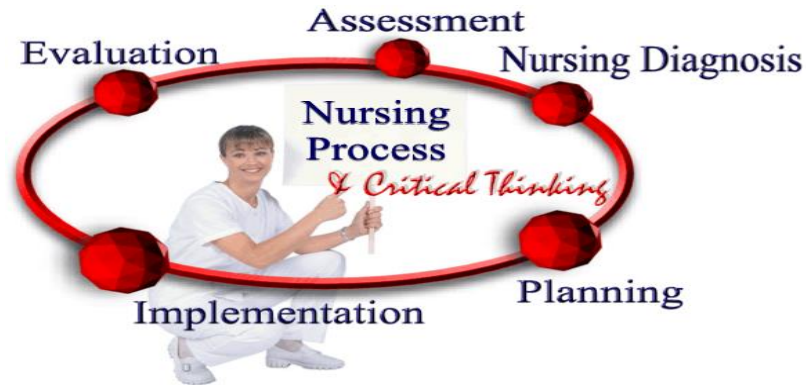 Assessment
Evaluation
Nursing Diagnosis
Nursing
Process
& Critical Thinking
Planning
Implementation